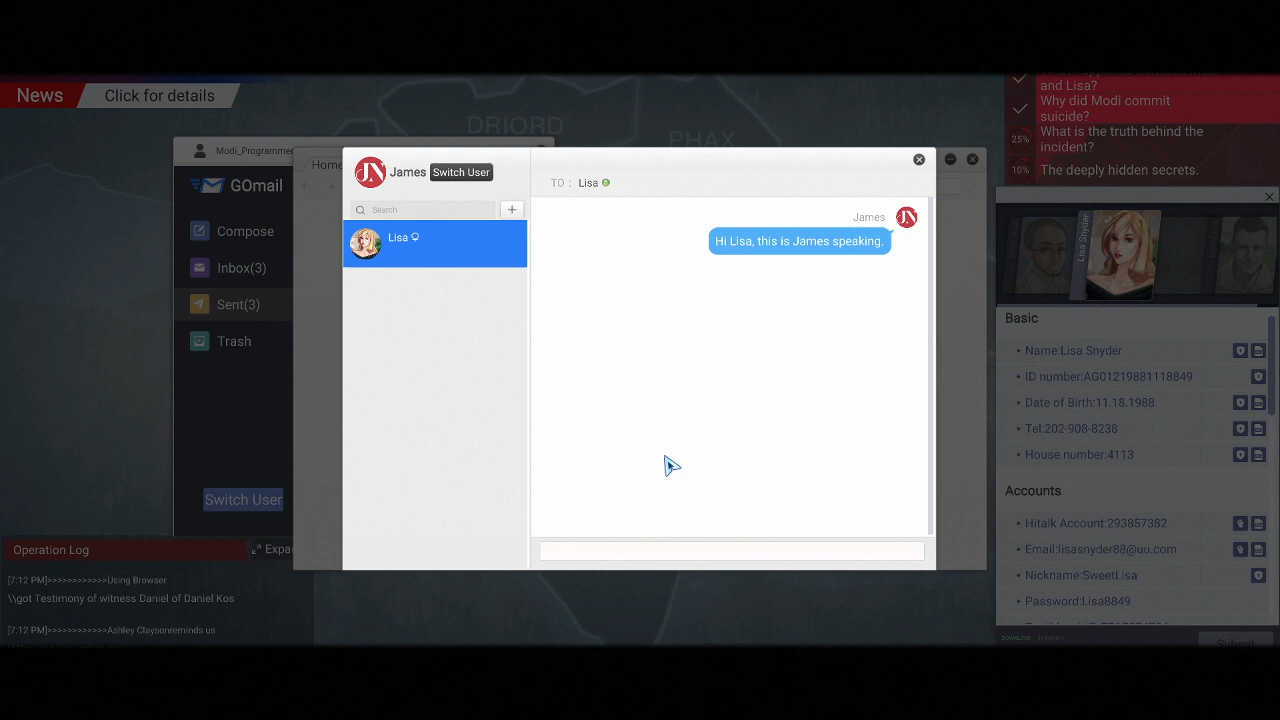 News
Click for details
DRIORD
PHAX
and Lisa?
Why did Modi commit
suicide?
25%
What is the truth behind the
incident?
10%
The deeply hidden secrets.
Modi_Programmer
GOmail
Compose
Inbox(3)
Sent(3)
Trash
Switch User
Home
JN
James
Switch User
Search
+
Lisa
TO : Lisa
James
JN
Hi Lisa, this is James speaking.
Lisa Snyder
Basic
• Name:Lisa Snyder
• ID number:AG01219881118849
• Date of Birth:11.18.1988
• Tel:202-908-8238
• House number:4113
Accounts
• Hitalk Account:293857382
• Email:lisasnyder88@uu.com
• Nickname:SweetLisa
• Password:Lisa8849
Submit
Operation Log
Expan
[7:12 PM]>>>>>>>>>>>>Using Browser
\\got Testimony of witness Daniel of Daniel Kos
[7:12 PM]>>>>>>>>>>>>Ashley Claysonreminds us